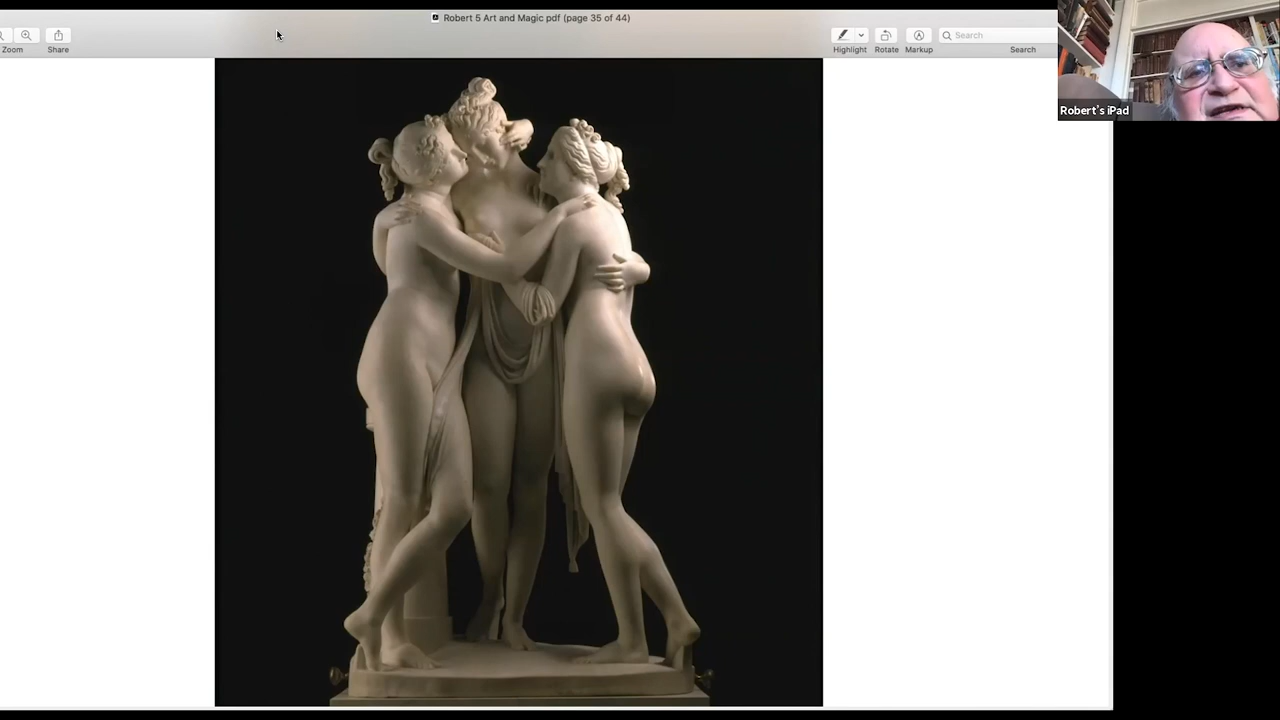 Robert 5 Art and Magic pdf (page 35 of 44)
Zoom
Share
Highlight
Rotate
Markup
Search
Search
Robert's iPad